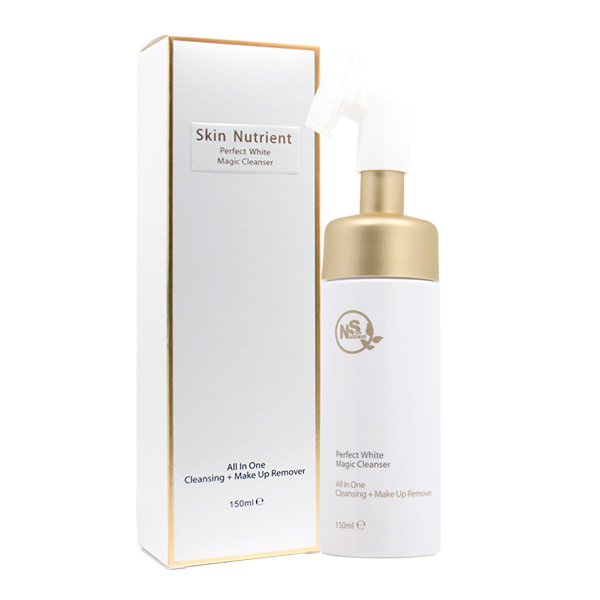 Skin Nutrient
Perfect White
Magic Cleanser
All In One
Cleansing + Make Up Remover
150ml ℮
NS
Nutrient
Perfect White
Magic Cleanser
All In One
Cleansing + Make Up Remover
150ml ℮